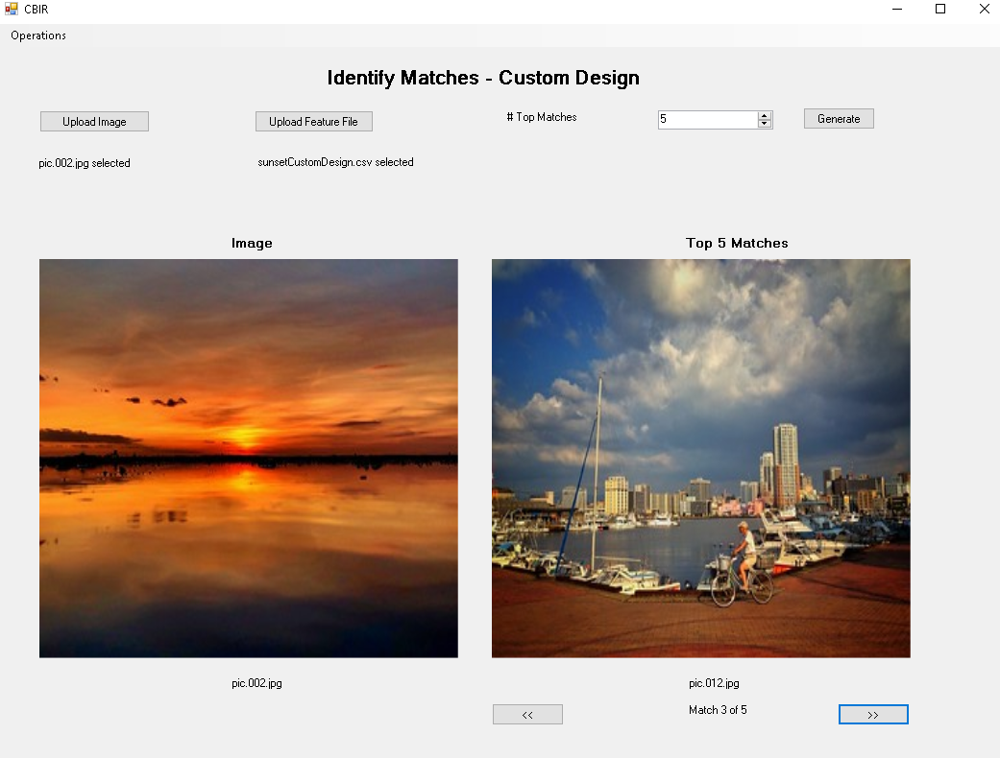 CBIR
Operations
Identify Matches - Custom Design
Upload Image
Upload Feature File
# Top Matches
5
Generate
pic.002.jpg selected
sunsetCustomDesign.csv selected
Image
Top 5 Matches
pic.002.jpg
pic.012.jpg
<<
Match 3 of 5
>>